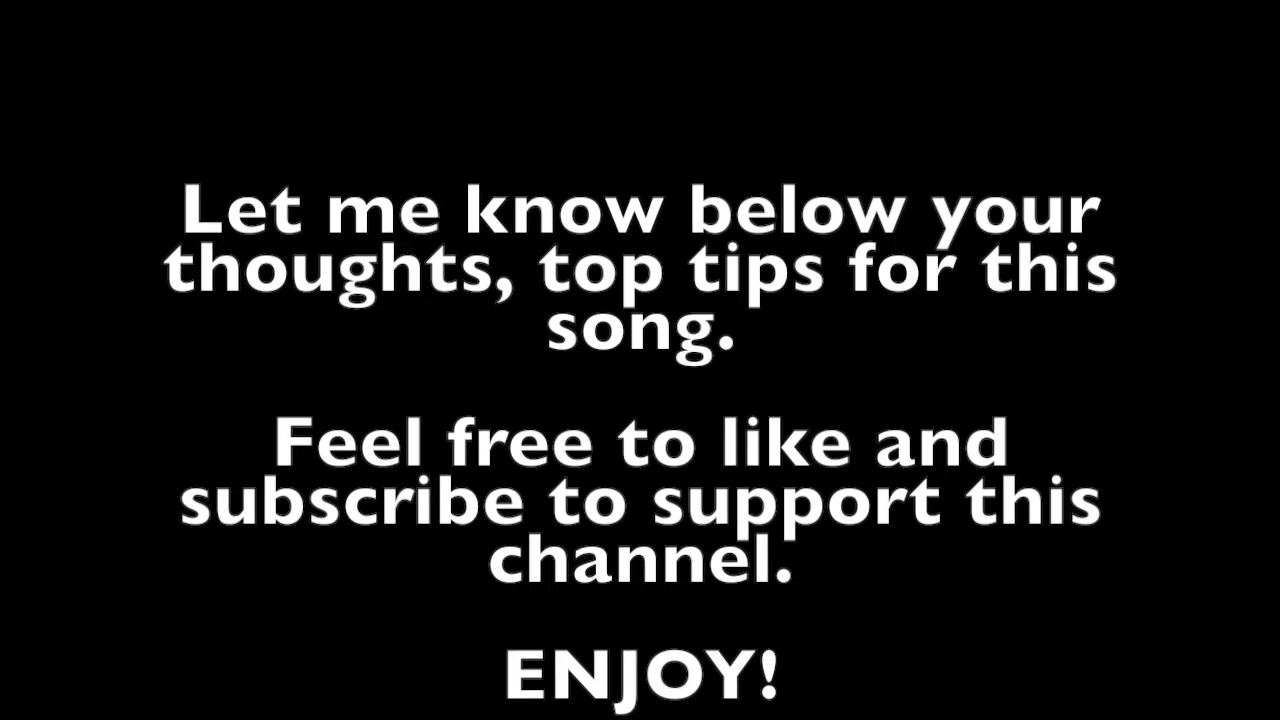 Let me know below your
thoughts, top tips for this
song.
Feel free to like and
subscribe to support this
channel.
ENJOY!